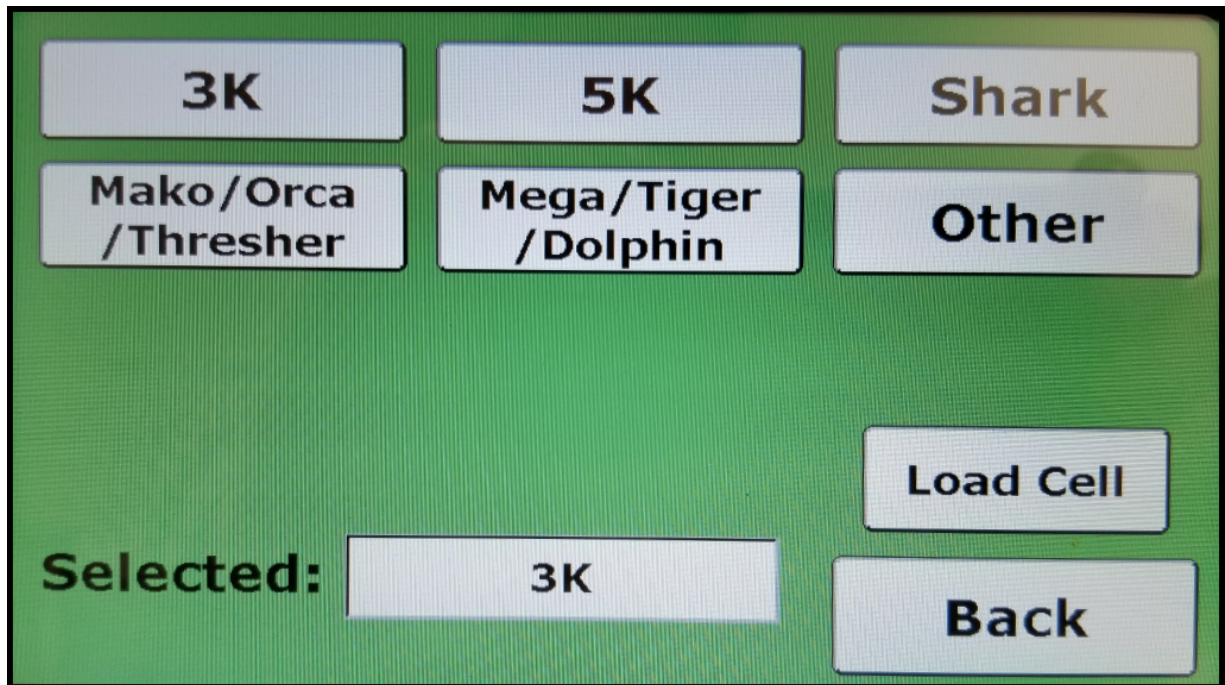 3K
5K
Shark
Mako/Orca
/Thresher
Mega/Tiger
/Dolphin
Other
Load Cell
Selected:
3K
Back